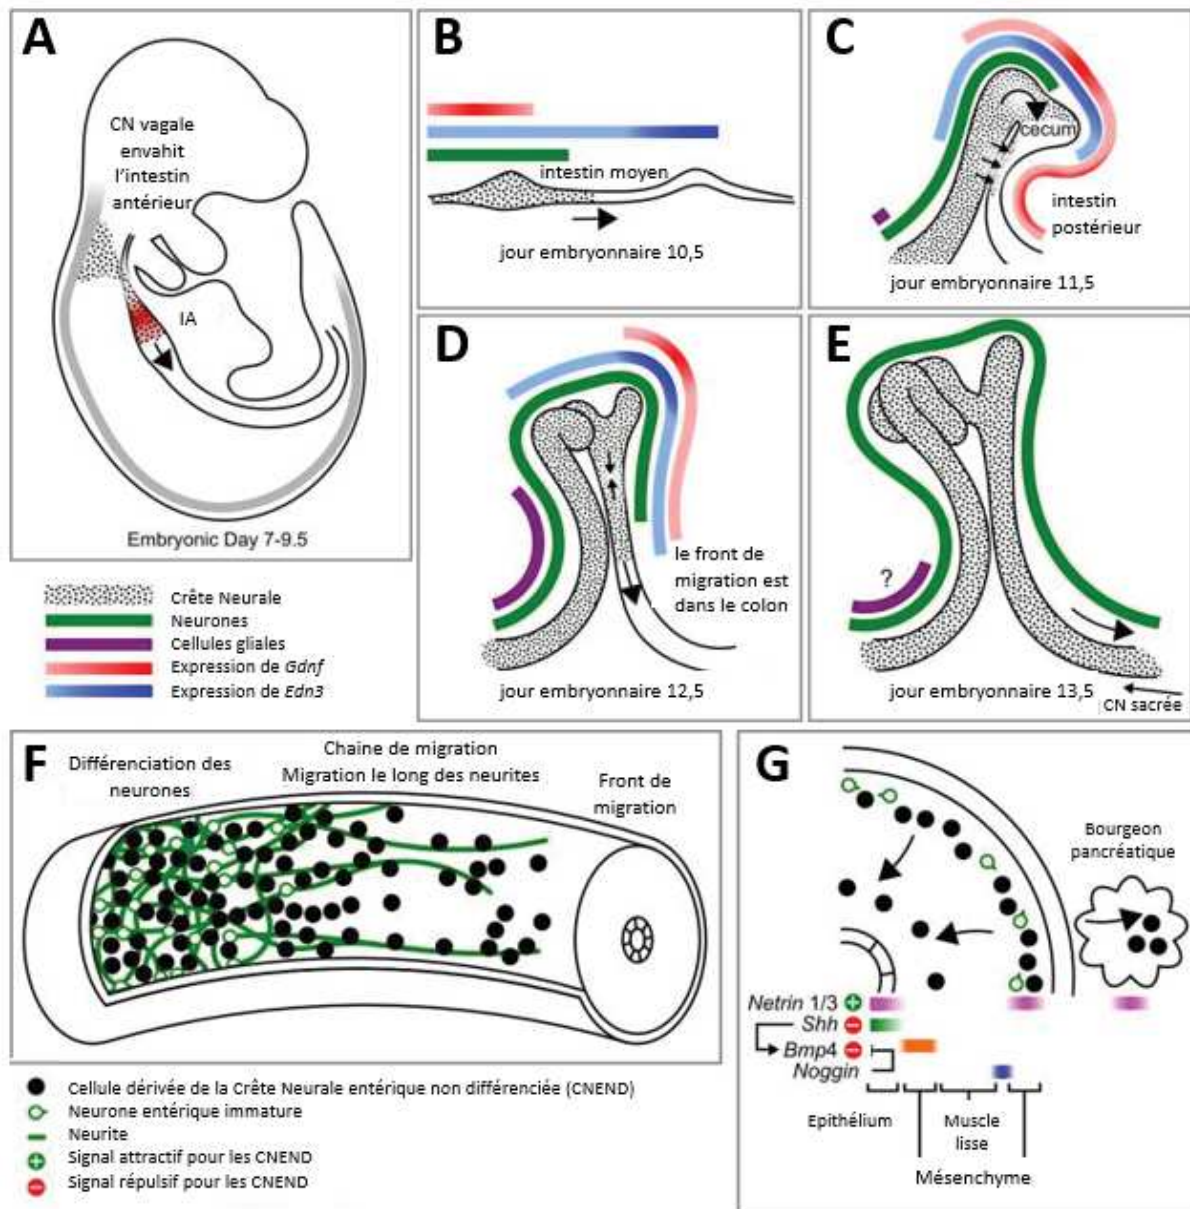 A
CN vagale
envahit
l'intestin
antérieur
IA
Embryonic Day 7-9.5
B
intestin moyen
jour embryonnaire 10,5
C
cecum
intestin
postérieur
jour embryonnaire 11,5
D
le front de
migration est
dans le colon
jour embryonnaire 12,5
E
?
jour embryonnaire 13,5
CN sacrée
Crête Neurale
Neurones
Cellules gliales
Expression de Gdnf
Expression de Edn3
F
Différenciation des
neurones
Chaine de migration
Migration le long des neurites
Front de
migration
G
Bourgeon
pancréatique
Netrin 1/3 +
Shh −
Bmp4 −
Noggin
Epithélium
Muscle
lisse
Mésenchyme
Cellule dérivée de la Crête Neurale entérique non différenciée (CNEND)
Neurone entérique immature
Neurite
+ Signal attractif pour les CNEND
− Signal répulsif pour les CNEND